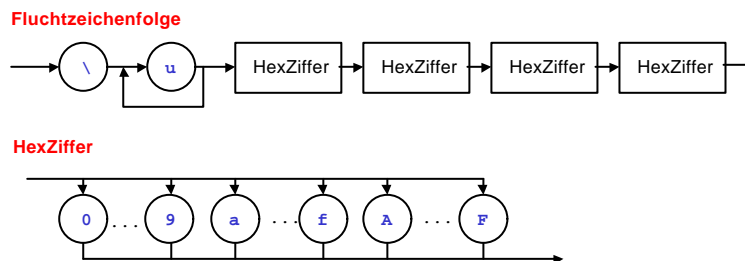 Fluchtzeichenfolge
\ u HexZiffer HexZiffer HexZiffer HexZiffer
HexZiffer
0 ... 9 a ... f A ... F